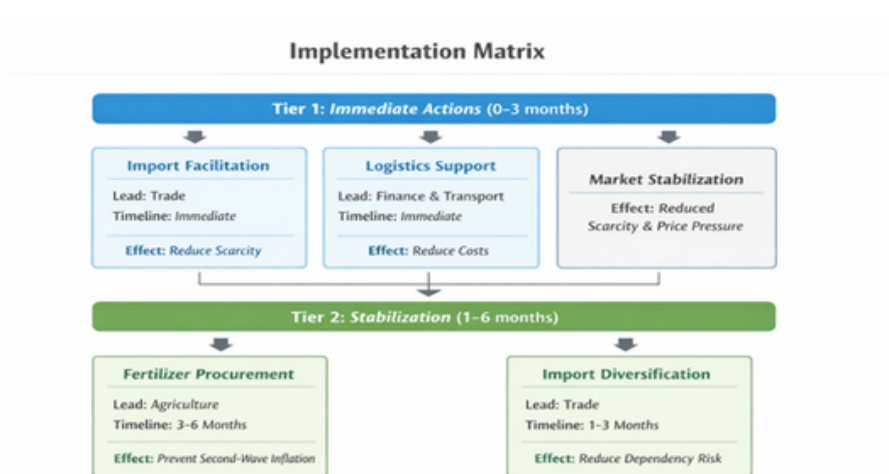 Implementation Matrix
Tier 1: Immediate Actions (0–3 months)
Import Facilitation
Lead: Trade
Timeline: Immediate
Effect: Reduce Scarcity
Logistics Support
Lead: Finance & Transport
Timeline: Immediate
Effect: Reduce Costs
Market Stabilization
Effect: Reduced
Scarcity & Price Pressure
Tier 2: Stabilization (1–6 months)
Fertilizer Procurement
Lead: Agriculture
Timeline: 3-6 Months
Effect: Prevent Second-Wave Inflation
Import Diversification
Lead: Trade
Timeline: 1-3 Months
Effect: Reduce Dependency Risk